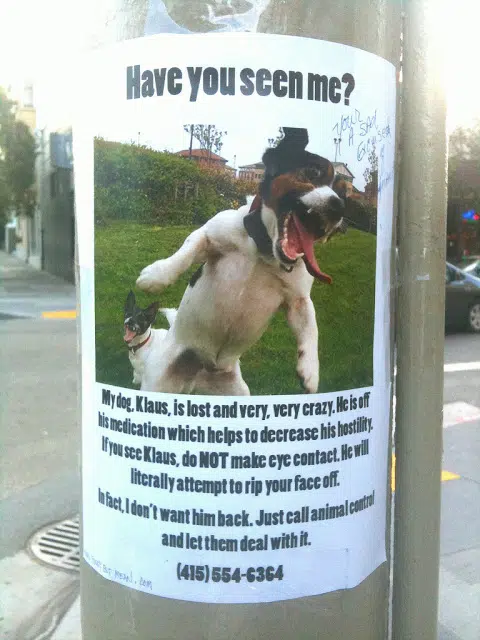 Have you seen me?
your
A
My dog, Klaus, is lost and very, very crazy. He is off
his medication which helps to decrease his hostility.
If you see Klaus, do NOT make eye contact. He will
literally attempt to rip your face off.
In fact, I don't want him back. Just call animal control
and let them deal with it.
(415) 554-6364